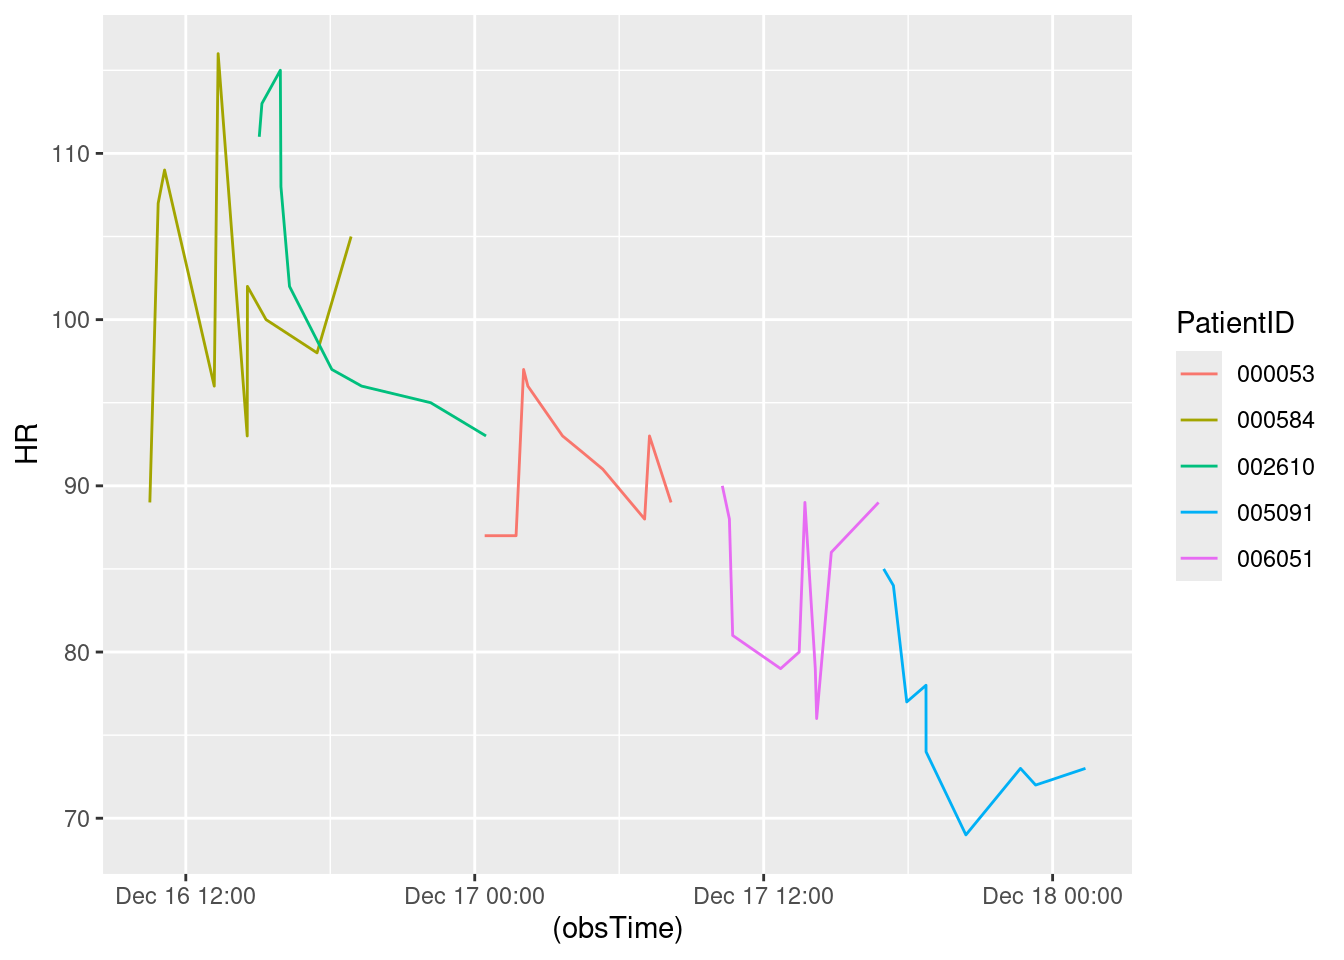 110
100
90
80
70
HR
Dec 16 12:00
Dec 17 00:00
Dec 17 12:00
Dec 18 00:00
(obsTime)
PatientID
000053
000584
002610
005091
006051